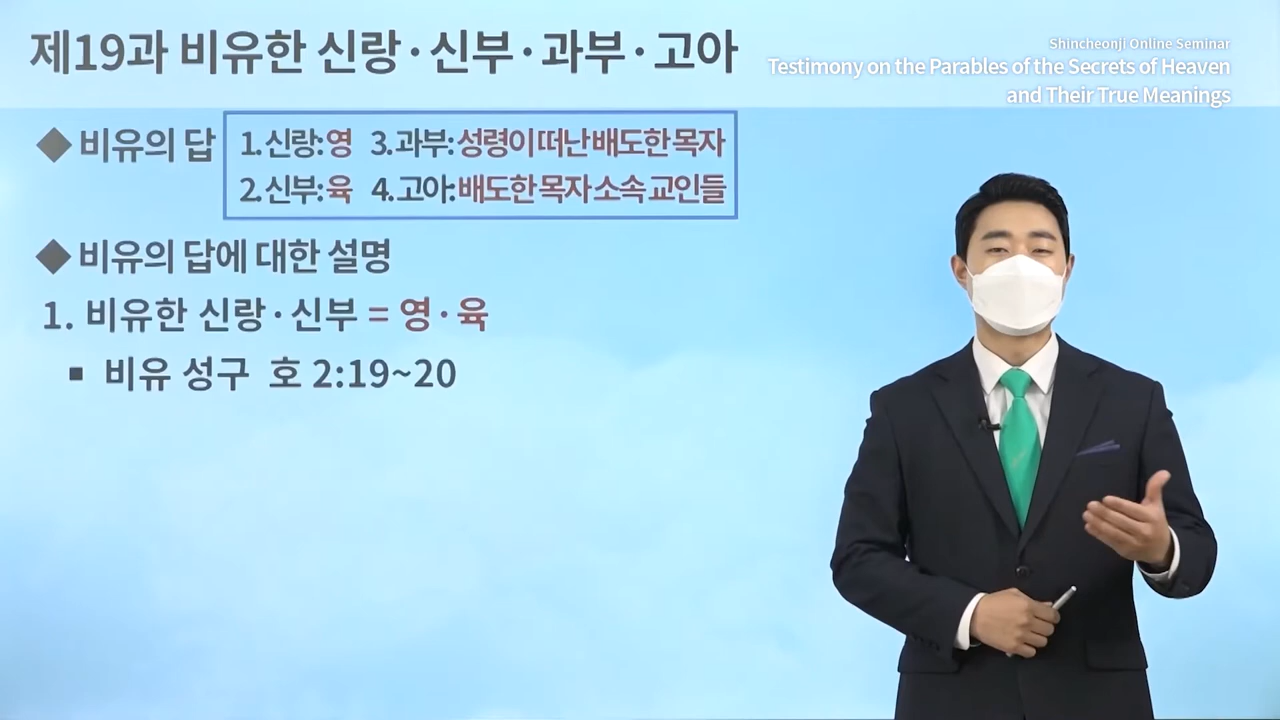 제19과 비유한 신랑·신부·과부·고아
Shincheonji Online Seminar
Testimony on the Parables of the Secrets of Heaven
and Their True Meanings
◆ 비유의 답
1. 신랑: 영 3. 과부: 성령이 떠난 배도한 목자
2. 신부: 육 4. 고아: 배도한 목자 소속 교인들
◆ 비유의 답에 대한 설명
1. 비유한 신랑·신부 = 영·육
▪ 비유 성구 호 2:19~20